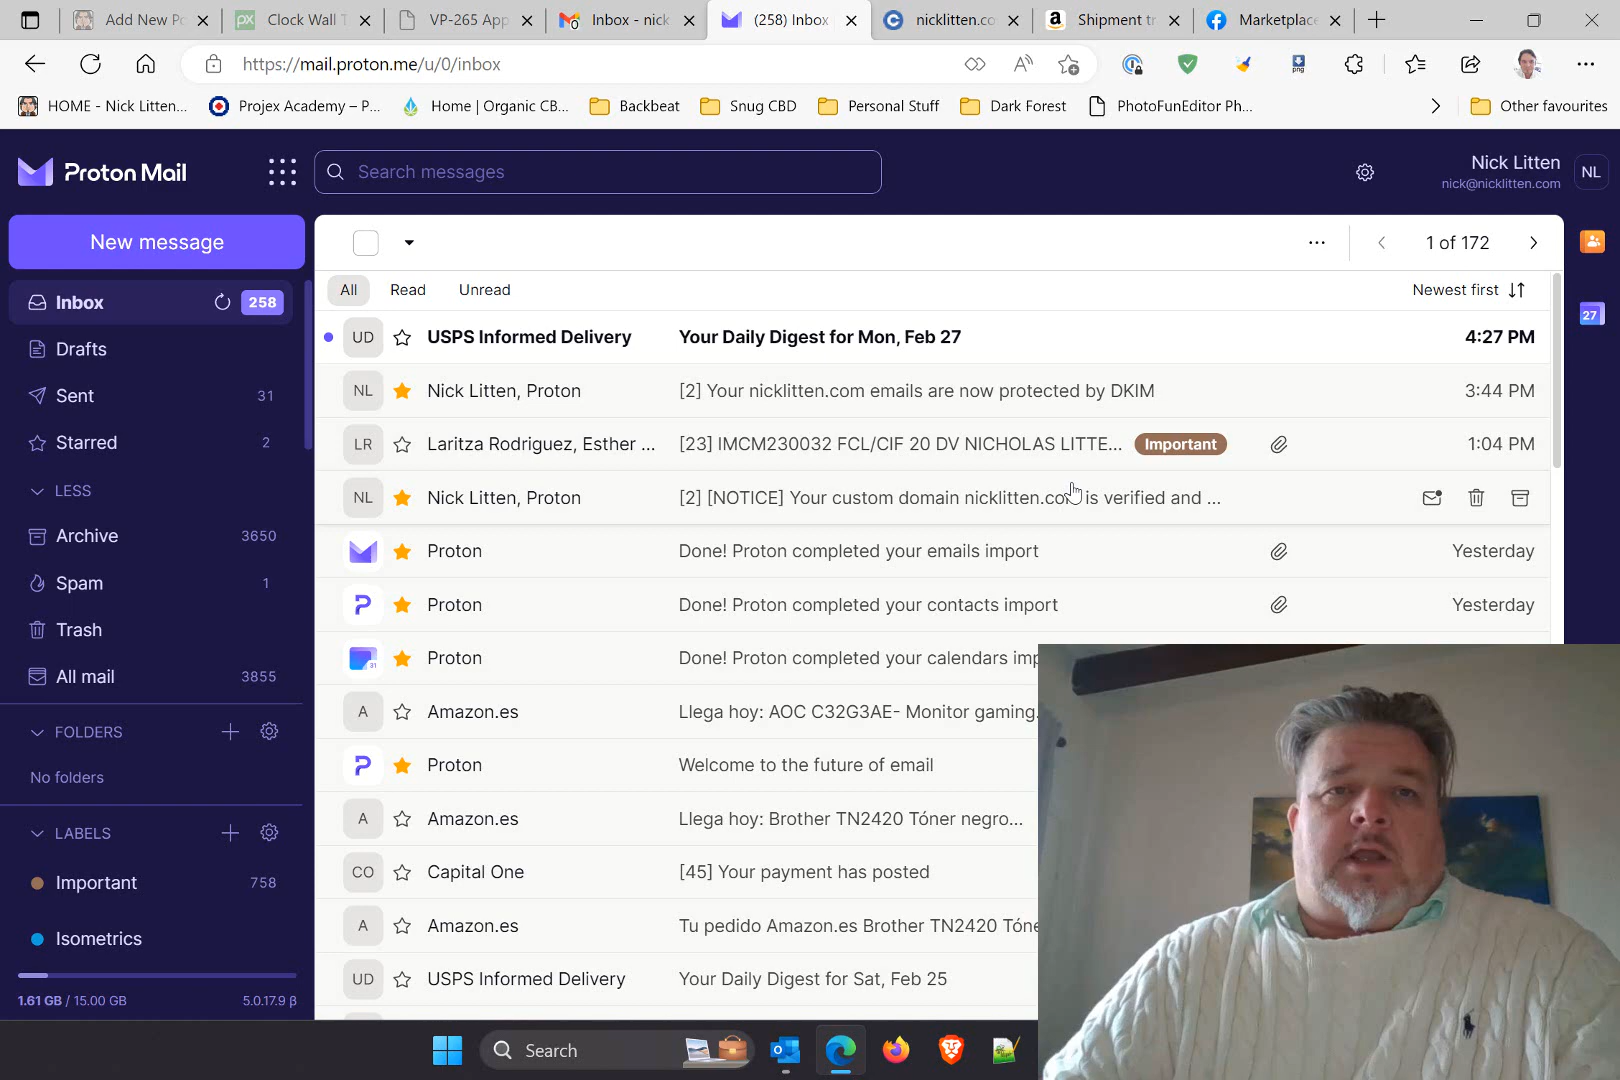 Add New Po
Clock Wall T
VP-265 App
Inbox - nick
(258) Inbox
nicklitten.co
Shipment tr
Marketplace
https://mail.proton.me/u/0/inbox
HOME - Nick Litten...
Projex Academy – P...
Home | Organic CB...
Backbeat
Snug CBD
Personal Stuff
Dark Forest
PhotoFunEditor Ph...
Other favourites
Proton Mail
Search messages
Nick Litten
nick@nicklitten.com
NL
New message
1 of 172
Inbox 258
All Read Unread
Newest first
Drafts
Sent 31
Starred 2
LESS
Archive 3650
Spam 1
Trash
All mail 3855
FOLDERS
No folders
LABELS
Important 758
Isometrics
1.61 GB / 15.00 GB 5.0.17.9 β
UD USPS Informed Delivery Your Daily Digest for Mon, Feb 27 4:27 PM
NL Nick Litten, Proton [2] Your nicklitten.com emails are now protected by DKIM 3:44 PM
LR Laritza Rodriguez, Esther ... [23] IMCM230032 FCL/CIF 20 DV NICHOLAS LITTE... Important 1:04 PM
NL Nick Litten, Proton [2] [NOTICE] Your custom domain nicklitten.com is verified and ...
Proton Done! Proton completed your emails import Yesterday
Proton Done! Proton completed your contacts import Yesterday
31 Proton Done! Proton completed your calendars imp
A Amazon.es Llega hoy: AOC C32G3AE- Monitor gaming.
Proton Welcome to the future of email
A Amazon.es Llega hoy: Brother TN2420 Tóner negro...
CO Capital One [45] Your payment has posted
A Amazon.es Tu pedido Amazon.es Brother TN2420 Tóne
UD USPS Informed Delivery Your Daily Digest for Sat, Feb 25
27
Search